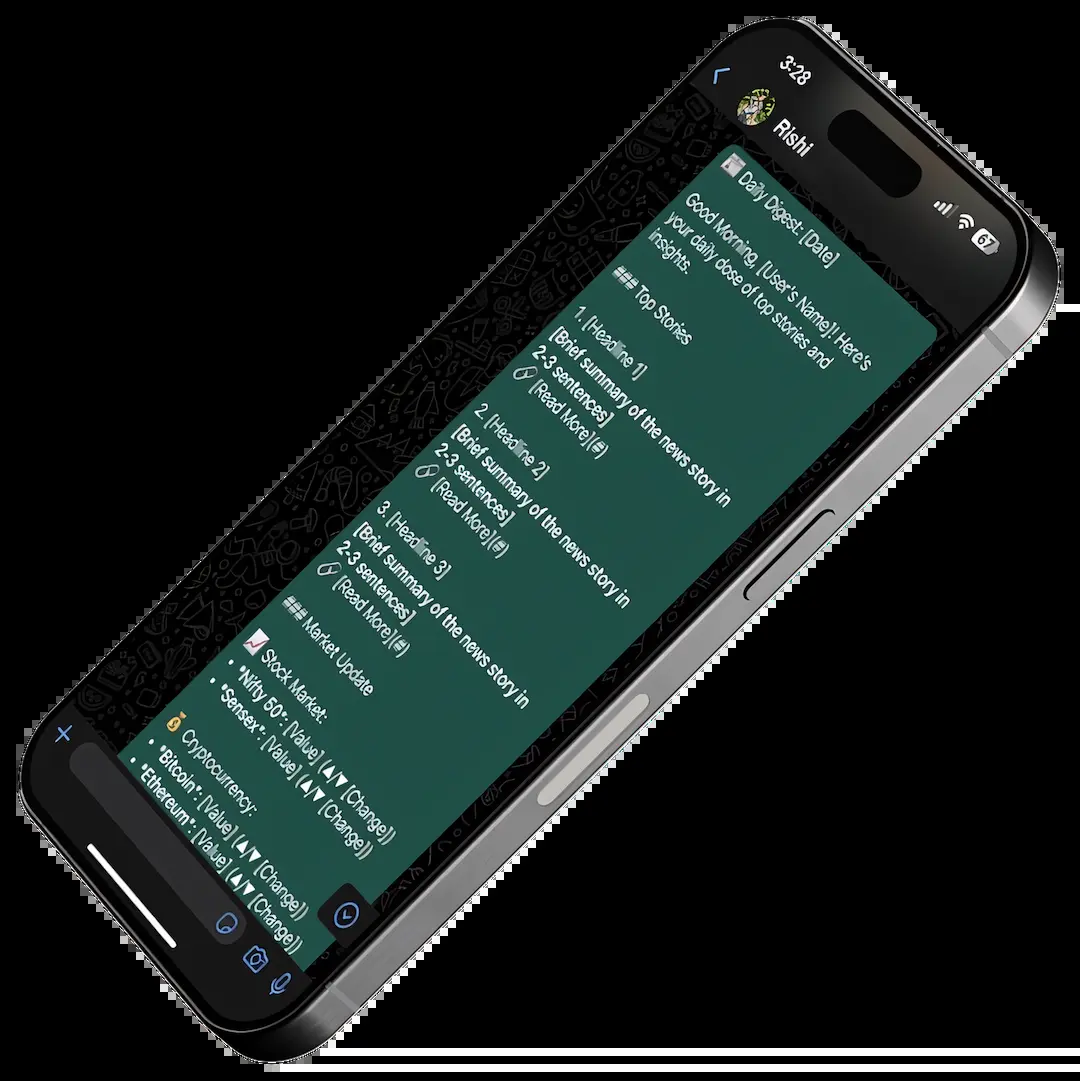 3:28
67
Rishi
Daily Digest: [Date]
Good Morning, [User's Name]! Here's
your daily dose of top stories and
insights.
### Top Stories
1. [Headline 1]
[Brief summary of the news story in
2-3 sentences]
🔗 [Read More](#)
2. [Headline 2]
[Brief summary of the news story in
2-3 sentences]
🔗 [Read More](#)
3. [Headline 3]
[Brief summary of the news story in
2-3 sentences]
🔗 [Read More](#)
### Market Update
📈 Stock Market:
• *Nifty 50*: [Value] (▲/▼ [Change])
• *Sensex*: [Value] (▲/▼ [Change])
💰 Cryptocurrency:
• *Bitcoin*: [Value] (▲/▼ [Change])
• *Ethereum*: [Value] (▲/▼ [Change])